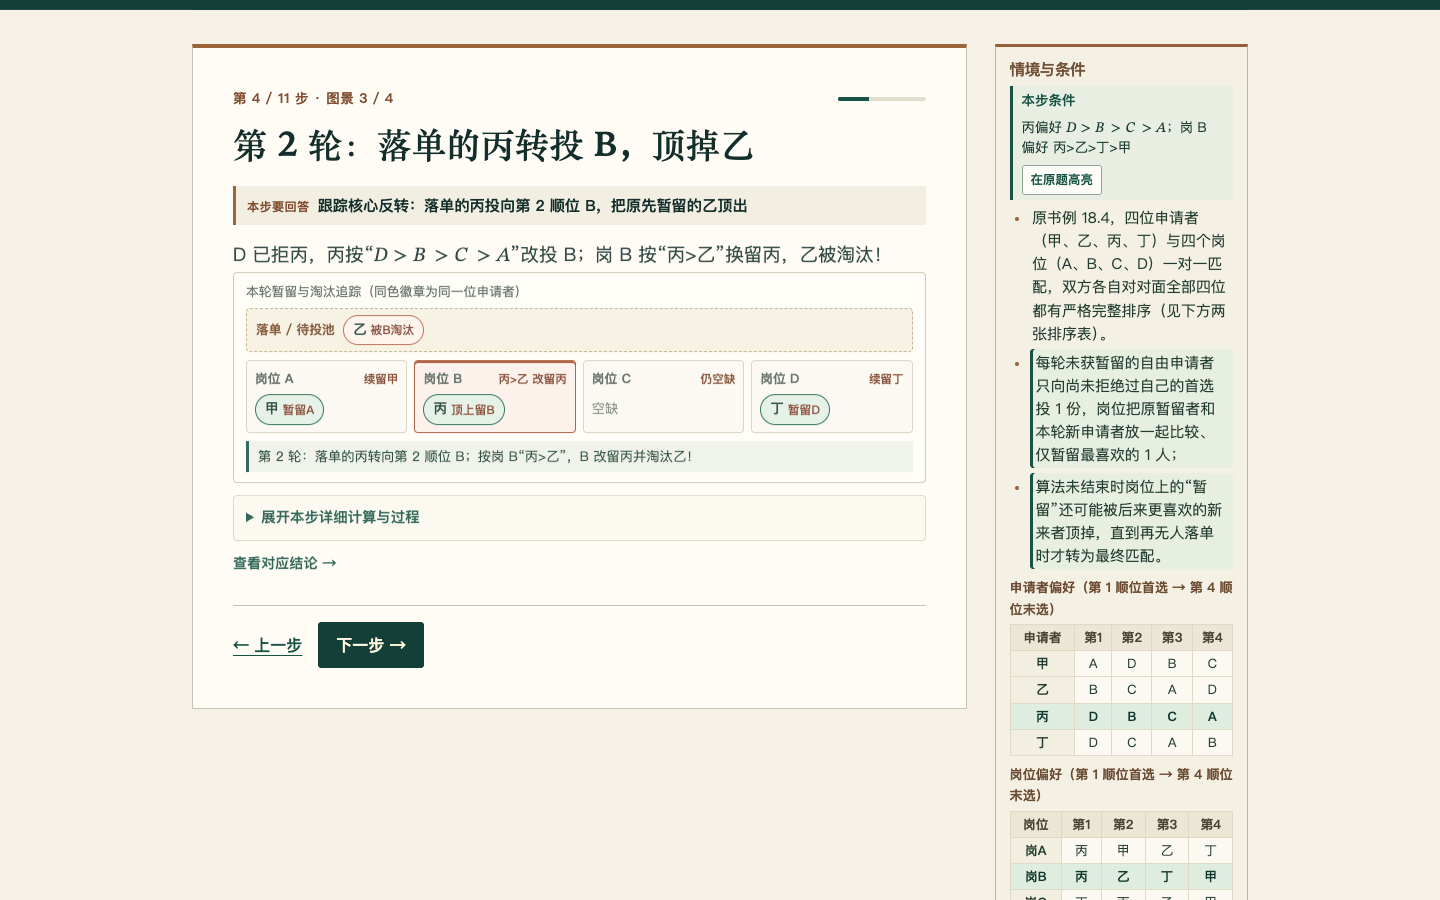 第 4 / 11 步 · 图景 3 / 4
第 2 轮：落单的丙转投 B，顶掉乙
本步要回答 跟踪核心反转：落单的丙投向第 2 顺位 B，把原先暂留的乙顶出
D 已拒丙，丙按“D > B > C > A”改投 B；岗 B 按“丙>乙”换留丙，乙被淘汰！
本轮暂留与淘汰追踪（同色徽章为同一位申请者）
落单 / 待投池 乙 被B淘汰
岗位 A 续留甲
甲 暂留A
岗位 B 丙>乙 改留丙
丙 顶上留B
岗位 C 仍空缺
空缺
岗位 D 续留丁
丁 暂留D
第 2 轮：落单的丙转向第 2 顺位 B；按岗 B“丙>乙”，B 改留丙并淘汰乙！
▶ 展开本步详细计算与过程
查看对应结论 →
← 上一步 下一步 →
情境与条件
本步条件
丙偏好 D > B > C > A；岗 B
偏好 丙>乙>丁>甲
在原题高亮
• 原书例 18.4，四位申请者
（甲、乙、丙、丁）与四个岗
位（A、B、C、D）一对一匹
配，双方各自对对面全部四位
都有严格完整排序（见下方两
张排序表）。
• 每轮未获暂留的自由申请者
只向尚未拒绝过自己的首选
投 1 份，岗位把原暂留者和
本轮新申请者放一起比较、
仅暂留最喜欢的 1 人；
• 算法未结束时岗位上的“暂
留”还可能被后来更喜欢的新
来者顶掉，直到再无人落单
时才转为最终匹配。
申请者偏好（第 1 顺位首选 → 第 4 顺
位末选）
申请者 第1 第2 第3 第4
甲 A D B C
乙 B C A D
丙 D B C A
丁 D C A B
岗位偏好（第 1 顺位首选 → 第 4 顺位
末选）
岗位 第1 第2 第3 第4
岗A 丙 甲 乙 丁
岗B 丙 乙 丁 甲